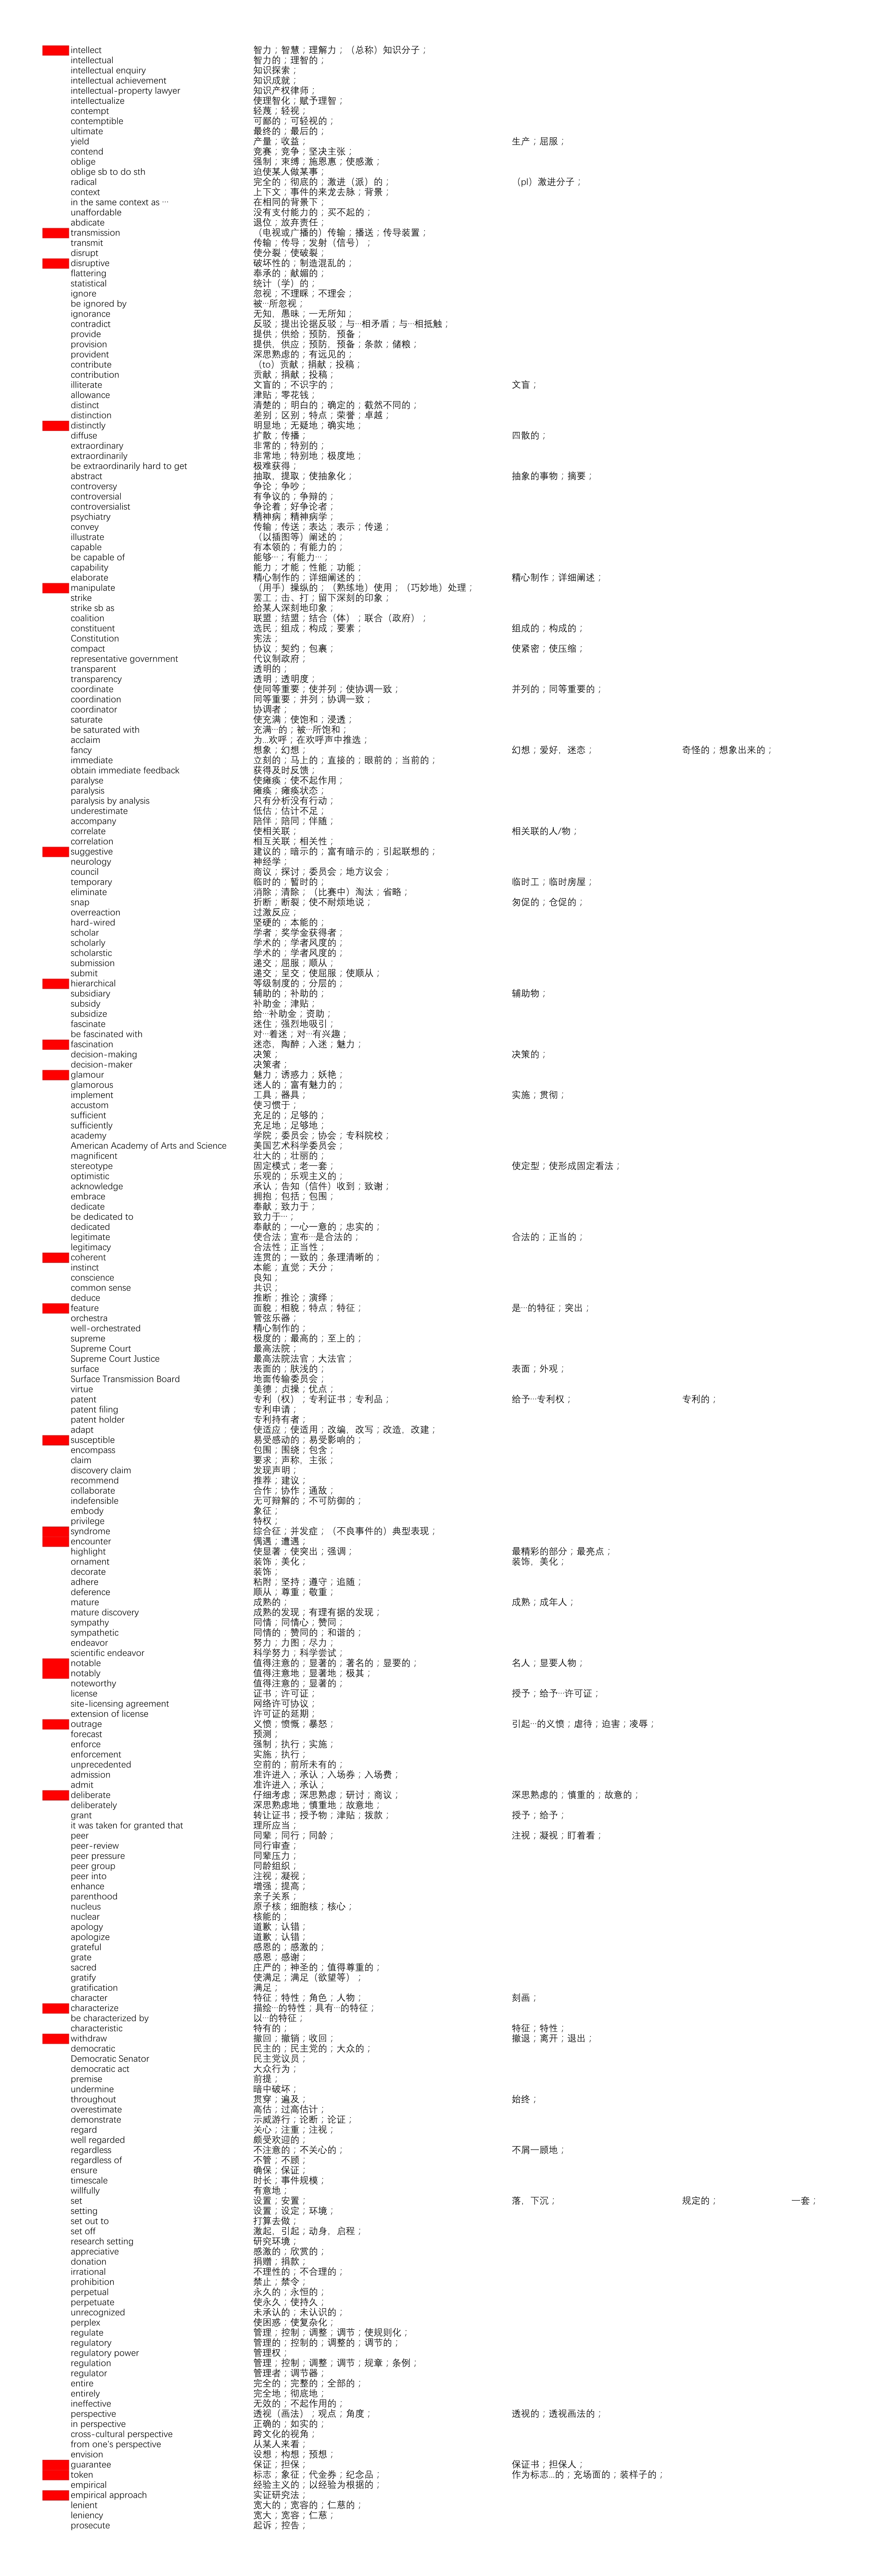 intellect 智力；智慧；理解力；（总称）知识分子；
intellectual 智力的；理智的；
intellectual enquiry 知识探索；
intellectual achievement 知识成就；
intellectual-property lawyer 知识产权律师；
intellectualize 使理智化；赋予理智；
contempt 轻蔑；轻视；
contemptible 可鄙的；可轻视的；
ultimate 最终的；最后的；
yield 产量；收益； 生产；屈服；
contend 竞赛；竞争；坚决主张；
oblige 强制；束缚；施恩惠；使感激；
oblige sb to do sth 迫使某人做某事；
radical 完全的；彻底的；激进（派）的； （pl）激进分子；
context 上下文；事件的来龙去脉；背景；
in the same context as … 在相同的背景下；
unaffordable 没有支付能力的；买不起的；
abdicate 退位；放弃责任；
transmission （电视或广播的）传输；播送；传导装置；
transmit 传输；传导；发射（信号）；
disrupt 使分裂；使破裂；
disruptive 破坏性的；制造混乱的；
flattering 奉承的；献媚的；
statistical 统计（学）的；
ignore 忽视；不理睬；不理会；
be ignored by 被…所忽视；
ignorance 无知，愚昧；一无所知；
contradict 反驳；提出论据反驳；与…相矛盾；与…相抵触；
provide 提供；供给；预防，预备；
provision 提供，供应；预防，预备；条款；储粮；
provident 深思熟虑的；有远见的；
contribute （to）贡献；捐献；投稿；
contribution 贡献；捐献；投稿；
illiterate 文盲的；不识字的； 文盲；
allowance 津贴；零花钱；
distinct 清楚的；明白的；确定的；截然不同的；
distinction 差别；区别；特点；荣誉；卓越；
distinctly 明显地；无疑地；确实地；
diffuse 扩散；传播； 四散的；
extraordinary 非常的；特别的；
extraordinarily 非常地；特别地；极度地；
be extraordinarily hard to get 极难获得；
abstract 抽取，提取；使抽象化； 抽象的事物；摘要；
controversy 争论；争吵；
controversial 有争议的；争辩的；
controversialist 争论着；好争论者；
psychiatry 精神病；精神病学；
convey 传输；传送；表达；表示；传递；
illustrate （以插图等）阐述的；
capable 有本领的；有能力的；
be capable of 能够…；有能力…；
capability 能力；才能；性能；功能；
elaborate 精心制作的；详细阐述的； 精心制作；详细阐述；
manipulate （用手）操纵的；（熟练地）使用；（巧妙地）处理；
strike 罢工；击、打；留下深刻的印象；
strike sb as 给某人深刻地印象；
coalition 联盟；结盟；结合（体）；联合（政府）；
constituent 选民；组成；构成；要素； 组成的；构成的；
Constitution 宪法；
compact 协议；契约；包裹； 使紧密；使压缩；
representative government 代议制政府；
transparent 透明的；
transparency 透明；透明度；
coordinate 使同等重要；使并列；使协调一致； 并列的；同等重要的；
coordination 同等重要；并列；协调一致；
coordinator 协调者；
saturate 使充满；使饱和；浸透；
be saturated with 充满…的；被…所饱和；
acclaim 为...欢呼；在欢呼声中推选；
fancy 想象；幻想； 幻想；爱好，迷恋； 奇怪的；想象出来的；
immediate 立刻的；马上的；直接的；眼前的；当前的；
obtain immediate feedback 获得及时反馈；
paralyse 使瘫痪；使不起作用；
paralysis 瘫痪；瘫痪状态；
paralysis by analysis 只有分析没有行动；
underestimate 低估；估计不足；
accompany 陪伴；陪同；伴随；
correlate 使相关联； 相关联的人/物；
correlation 相互关联；相关性；
suggestive 建议的；暗示的；富有暗示的；引起联想的；
neurology 神经学；
council 商议；探讨；委员会；地方议会；
temporary 临时的；暂时的； 临时工；临时房屋；
eliminate 消除；清除；（比赛中）淘汰；省略；
snap 折断；断裂；使不耐烦地说； 匆促的；仓促的；
overreaction 过激反应；
hard-wired 坚硬的；本能的；
scholar 学者；奖学金获得者；
scholarly 学术的；学者风度的；
scholarstic 学术的；学者风度的；
submission 递交；屈服；顺从；
submit 递交；呈交；使屈服；使顺从；
hierarchical 等级制度的；分层的；
subsidiary 辅助的；补助的； 辅助物；
subsidy 补助金；津贴；
subsidize 给…补助金；资助；
fascinate 迷住；强烈地吸引；
be fascinated with 对…着迷；对…有兴趣；
fascination 迷恋，陶醉；入迷；魅力；
decision-making 决策； 决策的；
decision-maker 决策者；
glamour 魅力；诱惑力；妖艳；
glamorous 迷人的；富有魅力的；
implement 工具；器具； 实施；贯彻；
accustom 使习惯于；
sufficient 充足的；足够的；
sufficiently 充足地；足够地；
academy 学院；委员会；协会；专科院校；
American Academy of Arts and Science 美国艺术科学委员会；
magnificent 壮大的；壮丽的；
stereotype 固定模式；老一套； 使定型；使形成固定看法；
optimistic 乐观的；乐观主义的；
acknowledge 承认；告知（信件）收到；致谢；
embrace 拥抱；包括；包围；
dedicate 奉献；致力于；
be dedicated to 致力于…；
dedicated 奉献的；一心一意的；忠实的；
legitimate 使合法；宣布…是合法的； 合法的；正当的；
legitimacy 合法性；正当性；
coherent 连贯的；一致的；条理清晰的；
instinct 本能；直觉；天分；
conscience 良知；
common sense 共识；
deduce 推断；推论；演绎；
feature 面貌；相貌；特点；特征； 是…的特征；突出；
orchestra 管弦乐器；
well-orchestrated 精心制作的；
supreme 极度的；最高的；至上的；
Supreme Court 最高法院；
Supreme Court Justice 最高法院法官；大法官；
surface 表面的；肤浅的； 表面；外观；
Surface Transmission Board 地面传输委员会；
virtue 美德；贞操；优点；
patent 专利（权）；专利证书；专利品； 给予…专利权； 专利的；
patent filing 专利申请；
patent holder 专利持有者；
adapt 使适应；使适用；改编，改写；改造，改建；
susceptible 易受感动的；易受影响的；
encompass 包围；围绕；包含；
claim 要求；声称，主张；
discovery claim 发现声明；
recommend 推荐；建议；
collaborate 合作；协作；通敌；
indefensible 无可辩解的；不可防御的；
embody 象征；
privilege 特权；
syndrome 综合征；并发症；（不良事件的）典型表现；
encounter 偶遇；遭遇；
highlight 使显著；使突出；强调； 最精彩的部分；最亮点；
ornament 装饰；美化； 装饰，美化；
decorate 装饰；
adhere 粘附；坚持；遵守；追随；
deference 顺从；尊重；敬重；
mature 成熟的； 成熟；成年人；
mature discovery 成熟的发现；有理有据的发现；
sympathy 同情；同情心；赞同；
sympathetic 同情的；赞同的；和谐的；
endeavor 努力；力图；尽力；
scientific endeavor 科学努力；科学尝试；
notable 值得注意的；显著的；著名的；显要的； 名人；显要人物；
notably 值得注意地；显著地；极其；
noteworthy 值得注意的；显著的；
license 证书；许可证； 授予；给予…许可证；
site-licensing agreement 网络许可协议；
extension of license 许可证的延期；
outrage 义愤；愤慨；暴怒； 引起…的义愤；虐待；迫害；凌辱；
forecast 预测；
enforce 强制；执行；实施；
enforcement 实施；执行；
unprecedented 空前的；前所未有的；
admission 准许进入；承认；入场券；入场费；
admit 准许进入；承认；
deliberate 仔细考虑；深思熟虑；研讨；商议； 深思熟虑的；慎重的；故意的；
deliberately 深思熟虑地；慎重地；故意地；
grant 转让证书；授予物；津贴；拨款； 授予；给予；
it was taken for granted that 理所应当；
peer 同辈；同行；同龄； 注视；凝视；盯着看；
peer-review 同行审查；
peer pressure 同辈压力；
peer group 同龄组织；
peer into 注视；凝视；
enhance 增强；提高；
parenthood 亲子关系；
nucleus 原子核；细胞核；核心；
nuclear 核能的；
apology 道歉；认错；
apologize 道歉；认错；
grateful 感恩的；感激的；
grate 感恩；感谢；
sacred 庄严的；神圣的；值得尊重的；
gratify 使满足；满足（欲望等）；
gratification 满足；
character 特征；特性；角色；人物； 刻画；
characterize 描绘…的特性；具有…的特征；
be characterized by 以…的特征；
characteristic 特有的； 特征；特性；
withdraw 撤回；撤销；收回； 撤退；离开；退出；
democratic 民主的；民主党的；大众的；
Democratic Senator 民主党议员；
democratic act 大众行为；
premise 前提；
undermine 暗中破坏；
throughout 贯穿；遍及； 始终；
overestimate 高估；过高估计；
demonstrate 示威游行；论断；论证；
regard 关心；注重；注视；
well regarded 颇受欢迎的；
regardless 不注意的；不关心的； 不屑一顾地；
regardless of 不管；不顾；
ensure 确保；保证；
timescale 时长；事件规模；
willfully 有意地；
set 设置；安置； 落，下沉； 规定的； 一套；
setting 设置；设定；环境；
set out to 打算去做；
set off 激起，引起；动身，启程；
research setting 研究环境；
appreciative 感激的；欣赏的；
donation 捐赠；捐款；
irrational 不理性的；不合理的；
prohibition 禁止；禁令；
perpetual 永久的；永恒的；
perpetuate 使永久；使持久；
unrecognized 未承认的；未认识的；
perplex 使困惑；使复杂化；
regulate 管理；控制；调整；调节；使规则化；
regulatory 管理的；控制的；调整的；调节的；
regulatory power 管理权；
regulation 管理；控制；调整；调节；规章；条例；
regulator 管理者；调节器；
entire 完全的；完整的；全部的；
entirely 完全地；彻底地；
ineffective 无效的；不起作用的；
perspective 透视（画法）；观点；角度； 透视的；透视画法的；
in perspective 正确的；如实的；
cross-cultural perspective 跨文化的视角；
from one's perspective 从某人来看；
envision 设想；构想；预想；
guarantee 保证；担保； 保证书；担保人；
token 标志；象征；代金券；纪念品； 作为标志...的；充场面的；装样子的；
empirical 经验主义的；以经验为根据的；
empirical approach 实证研究法；
lenient 宽大的；宽容的；仁慈的；
leniency 宽大；宽容；仁慈；
prosecute 起诉；控告；